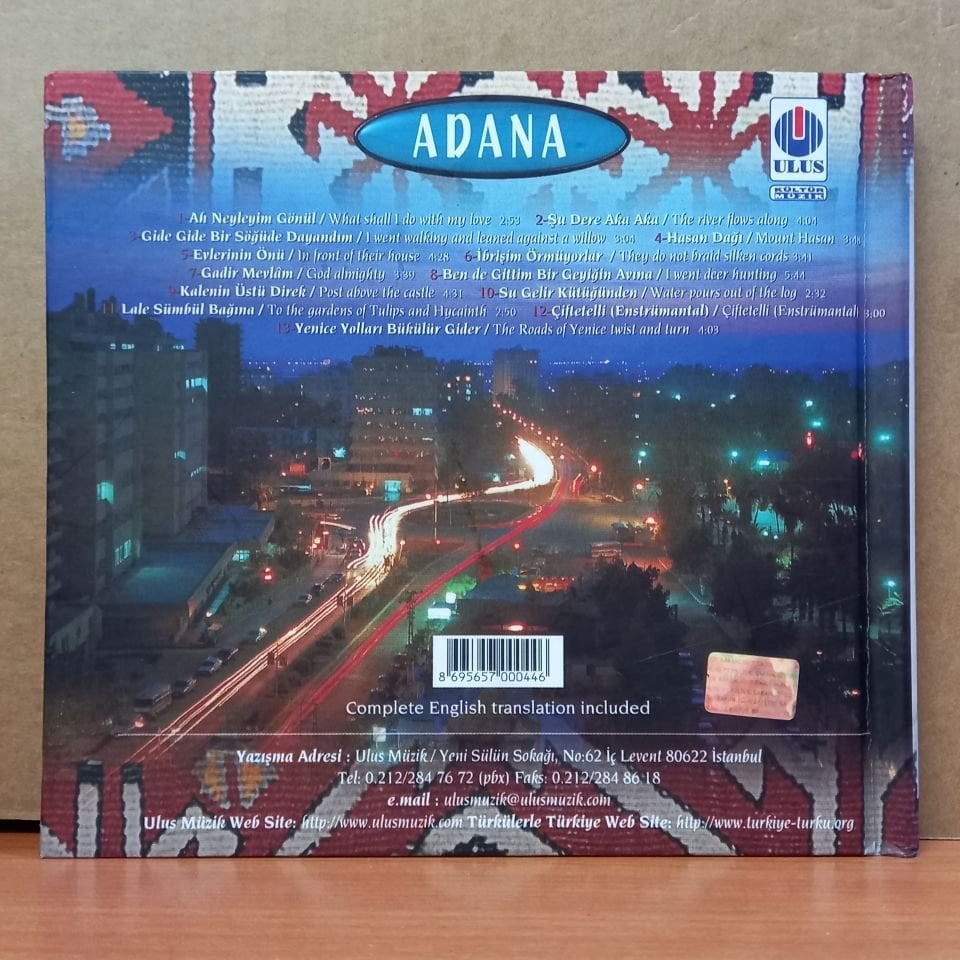 ADANA
ULUS
KÜLTÜR
MÜZİK
1-Ah Neyleyim Gönül / What shall I do with my love 2:53 2-Şu Dere Aka Aka / The river flows along 4:04
3-Gide Gide Bir Söğüde Dayandım / I went walking and leaned against a willow 3:04 4-Hasan Dağı / Mount Hasan
5-Evlerinin Önü / In front of their house 4:28 6-İbrişim Örmüyorlar / They do not braid silken cords 3:41
7-Gadir Mevlâm / God almighty 3:39 8-Ben de Gittim Bir Geyiğin Avına / I went deer hunting 5:44
9-Kalenin Üstü Direk / Post above the castle 4:31 10-Su Gelir Kütüğünden / Water pours out of the log 2:32
11 Lale Sümbül Bağına / To the gardens of Tulips and Hycainth 2:50 12-Çiftetelli (Enstrümantal) / Çiftetelli (Enstrümantal) 3:00
13 Yenice Yolları Bükülür Gider / The Roads of Yenice twist and turn 4:03
8 695657 000446
Complete English translation included
Yazışma Adresi : Ulus Müzik / Yeni Sülün Sokağı, No:62 İç Levent 80622 İstanbul
Tel: 0.212/284 76 72 (pbx) Faks: 0.212/284 86 18
e.mail : ulusmuzik@ulusmuzik.com
Ulus Müzik Web Site: http://www.ulusmuzik.com Türkülerle Türkiye Web Site: http://www.turkiye-turku.org